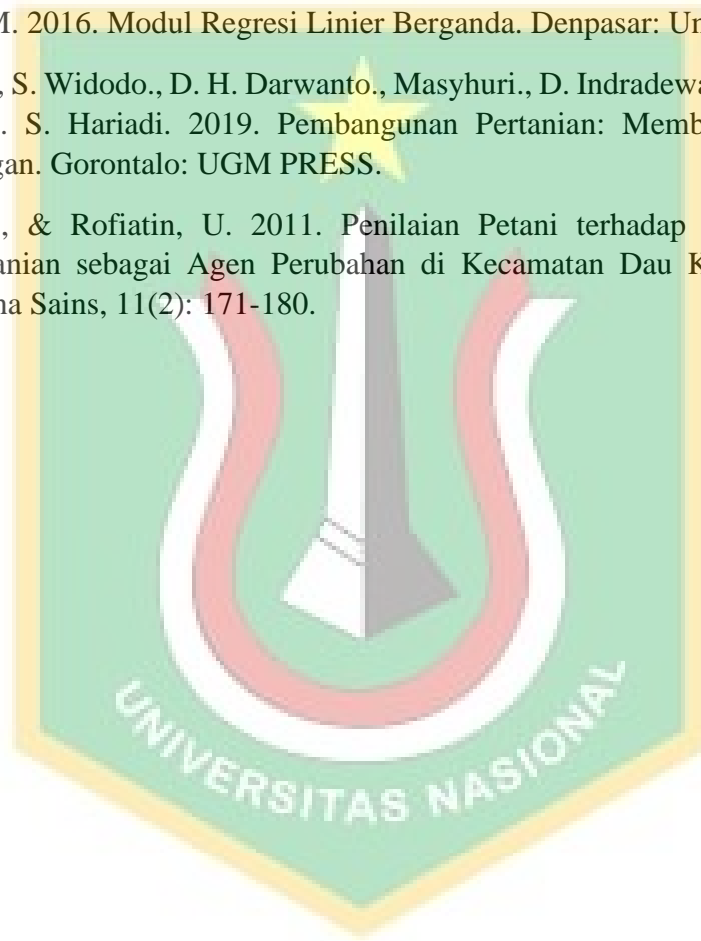 M. 2016. Modul Regresi Linier Berganda. Denpasar: Un
, S. Widodo., D. H. Darwanto., Masyhuri., D. Indradewa
. S. Hariadi. 2019. Pembangunan Pertanian: Memb
gan. Gorontalo: UGM PRESS.
, & Rofiatin, U. 2011. Penilaian Petani terhadap
anian sebagai Agen Perubahan di Kecamatan Dau K
na Sains, 11(2): 171-180.
UNIVERSITAS NASIONAL